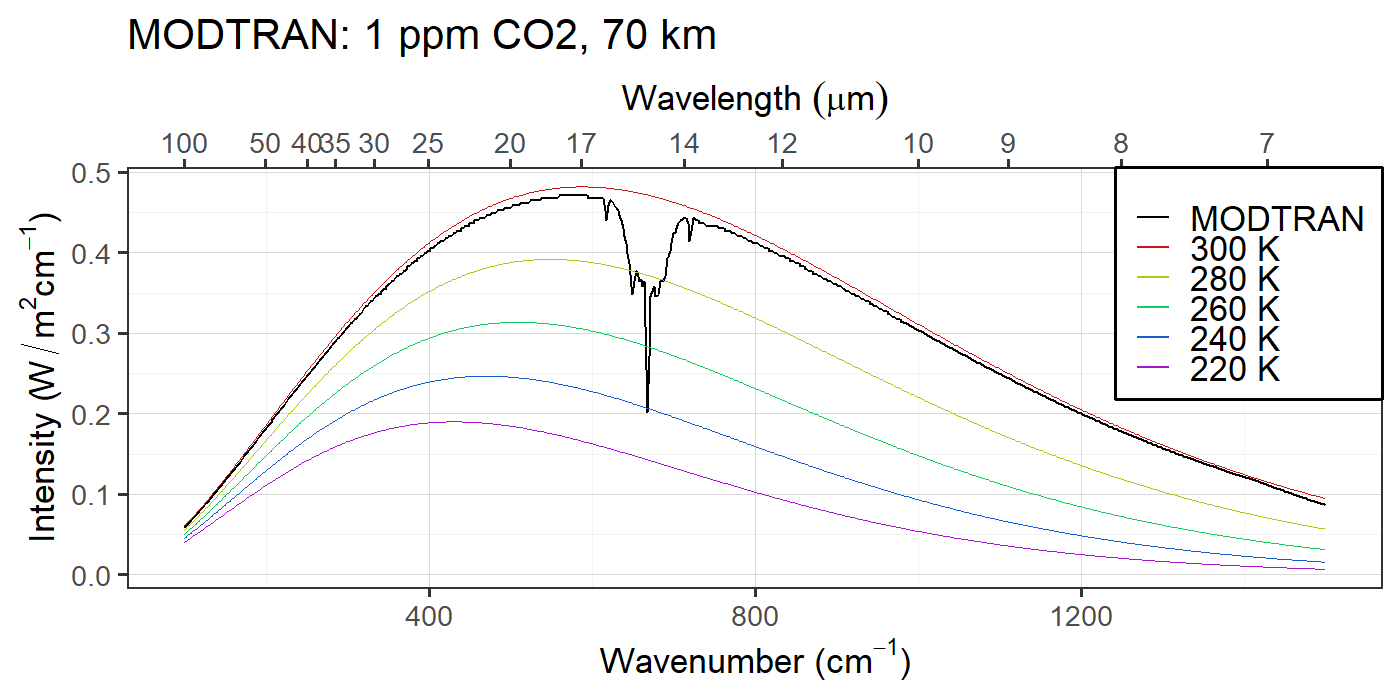 MODTRAN: 1 ppm CO2, 70 km
Wavelength (μm)
100 50 40 35 30 25 20 17 14 12 10 9 8 7
Intensity (W / m²cm⁻¹)
0.5
0.4
0.3
0.2
0.1
0.0
MODTRAN
300 K
280 K
260 K
240 K
220 K
400 800 1200
Wavenumber (cm⁻¹)